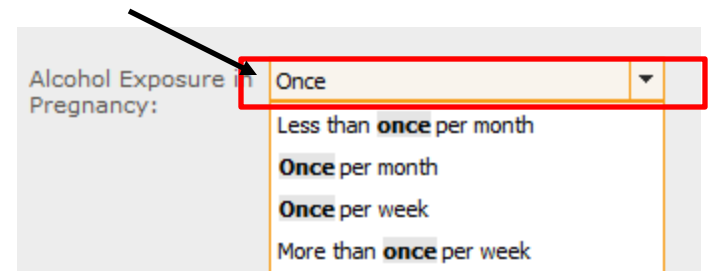 Alcohol Exposure in
Pregnancy:
Once
Less than once per month
Once per month
Once per week
More than once per week